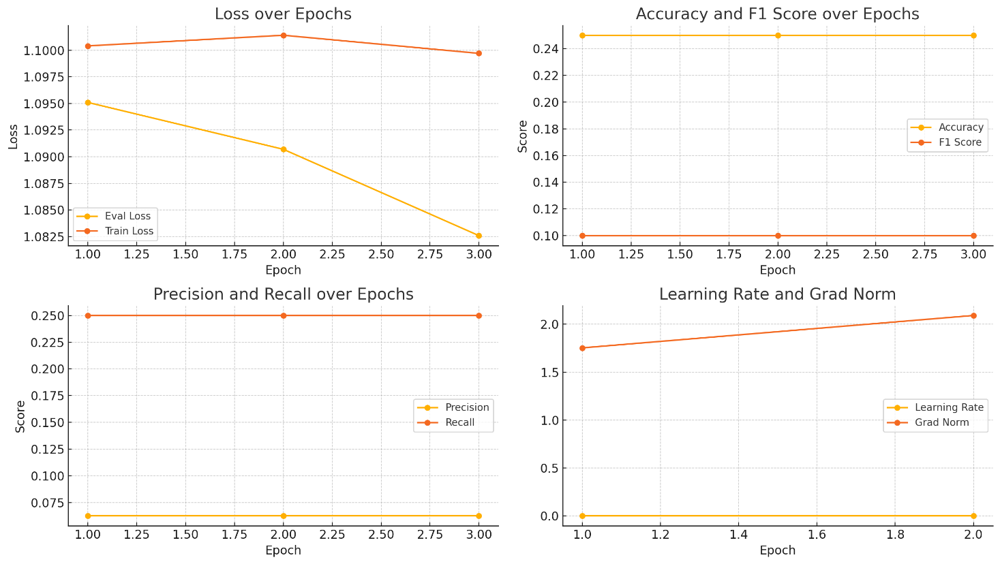 Loss over Epochs
1.1000
1.0975
1.0950
1.0925
1.0900
1.0875
1.0850
1.0825
Loss
Eval Loss
Train Loss
1.00 1.25 1.50 1.75 2.00 2.25 2.50 2.75 3.00
Epoch
Accuracy and F1 Score over Epochs
0.24
0.22
0.20
0.18
0.16
0.14
0.12
0.10
Score
Accuracy
F1 Score
1.00 1.25 1.50 1.75 2.00 2.25 2.50 2.75 3.00
Epoch
Precision and Recall over Epochs
0.250
0.225
0.200
0.175
0.150
0.125
0.100
0.075
Score
Precision
Recall
1.00 1.25 1.50 1.75 2.00 2.25 2.50 2.75 3.00
Epoch
Learning Rate and Grad Norm
2.0
1.5
1.0
0.5
0.0
Learning Rate
Grad Norm
1.0 1.2 1.4 1.6 1.8 2.0
Epoch